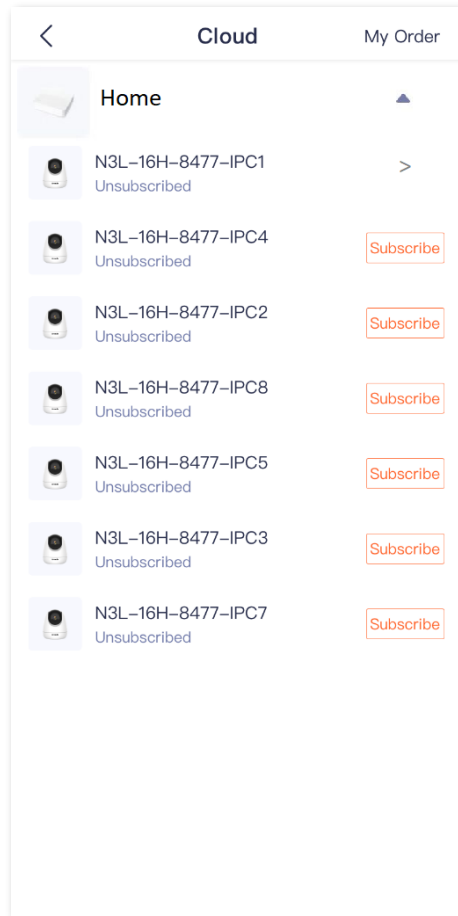 Cloud
My Order
Home
N3L-16H-8477-IPC1
>
Unsubscribed
N3L-16H-8477-IPC4
Unsubscribed
Subscribe
N3L-16H-8477-IPC2
Unsubscribed
Subscribe
N3L-16H-8477-IPC8
Unsubscribed
Subscribe
N3L-16H-8477-IPC5
Unsubscribed
Subscribe
N3L-16H-8477-IPC3
Unsubscribed
Subscribe
N3L-16H-8477-IPC7
Unsubscribed
Subscribe